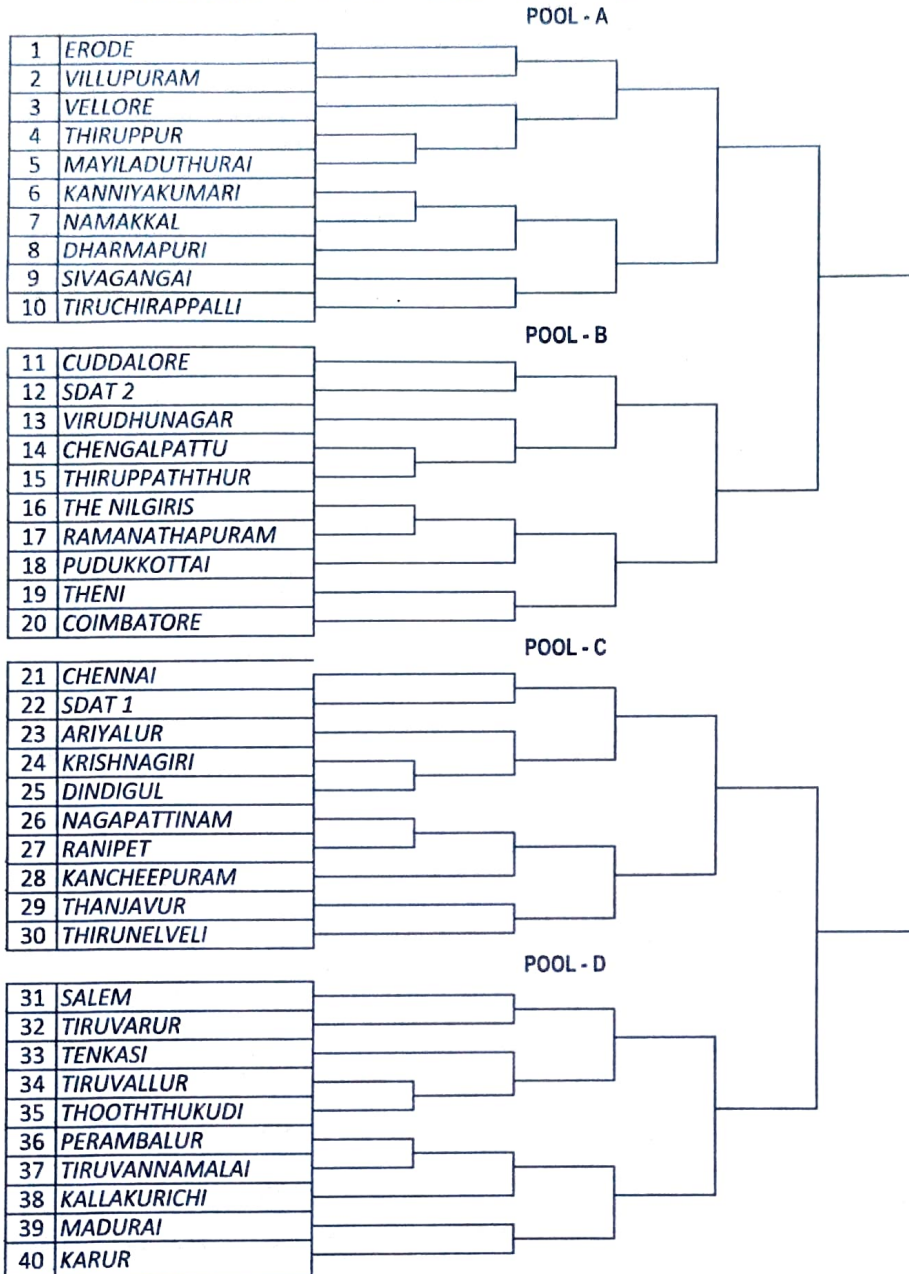 POOL - A
1 ERODE
2 VILLUPURAM
3 VELLORE
4 THIRUPPUR
5 MAYILADUTHURAI
6 KANNIYAKUMARI
7 NAMAKKAL
8 DHARMAPURI
9 SIVAGANGAI
10 TIRUCHIRAPPALLI
POOL - B
11 CUDDALORE
12 SDAT 2
13 VIRUDHUNAGAR
14 CHENGALPATTU
15 THIRUPPATHTHUR
16 THE NILGIRIS
17 RAMANATHAPURAM
18 PUDUKKOTTAI
19 THENI
20 COIMBATORE
POOL - C
21 CHENNAI
22 SDAT 1
23 ARIYALUR
24 KRISHNAGIRI
25 DINDIGUL
26 NAGAPATTINAM
27 RANIPET
28 KANCHEEPURAM
29 THANJAVUR
30 THIRUNELVELI
POOL - D
31 SALEM
32 TIRUVARUR
33 TENKASI
34 TIRUVALLUR
35 THOOTHTHUKUDI
36 PERAMBALUR
37 TIRUVANNAMALAI
38 KALLAKURICHI
39 MADURAI
40 KARUR